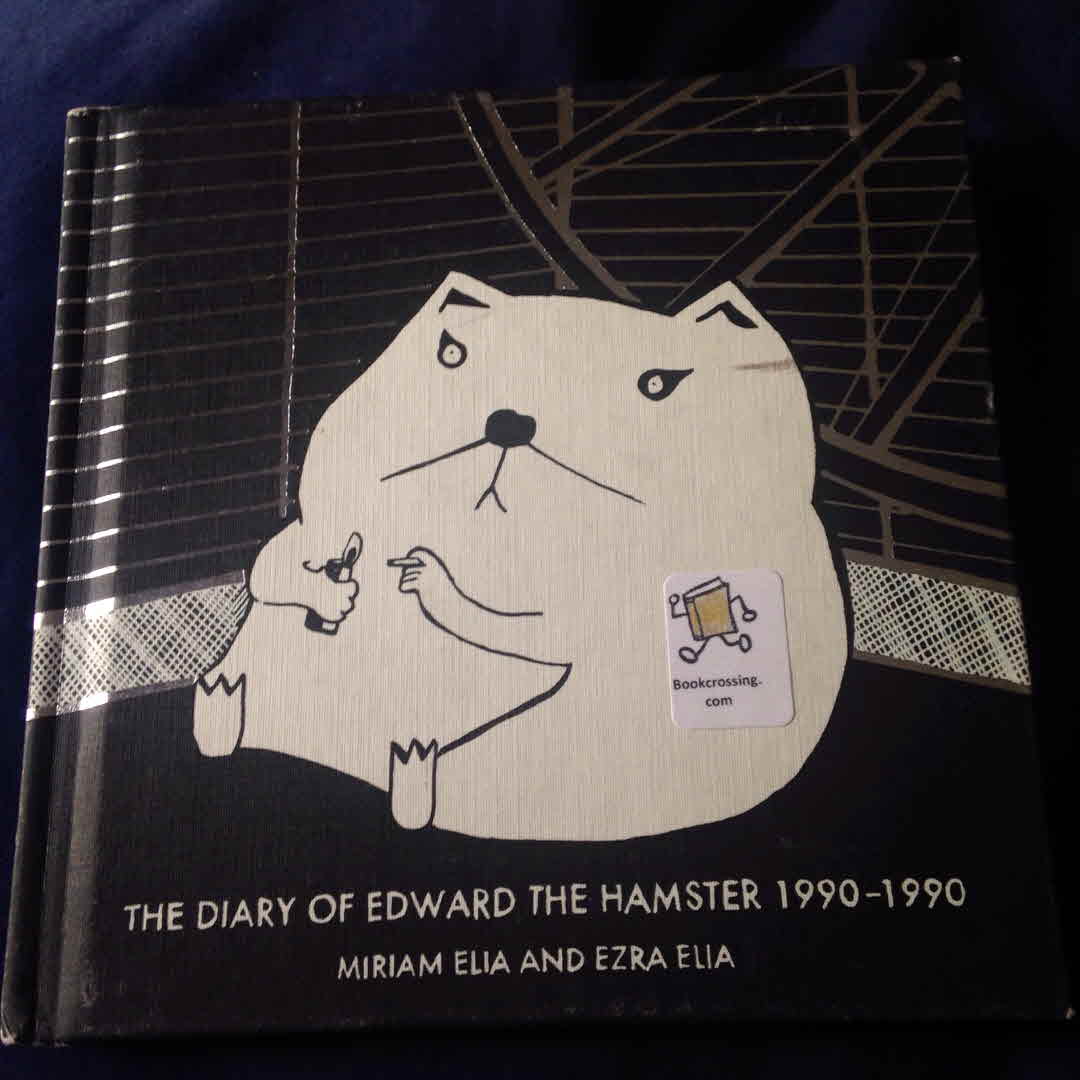 Bookcrossing.
com
THE DIARY OF EDWARD THE HAMSTER 1990-1990
MIRIAM ELIA AND EZRA ELIA